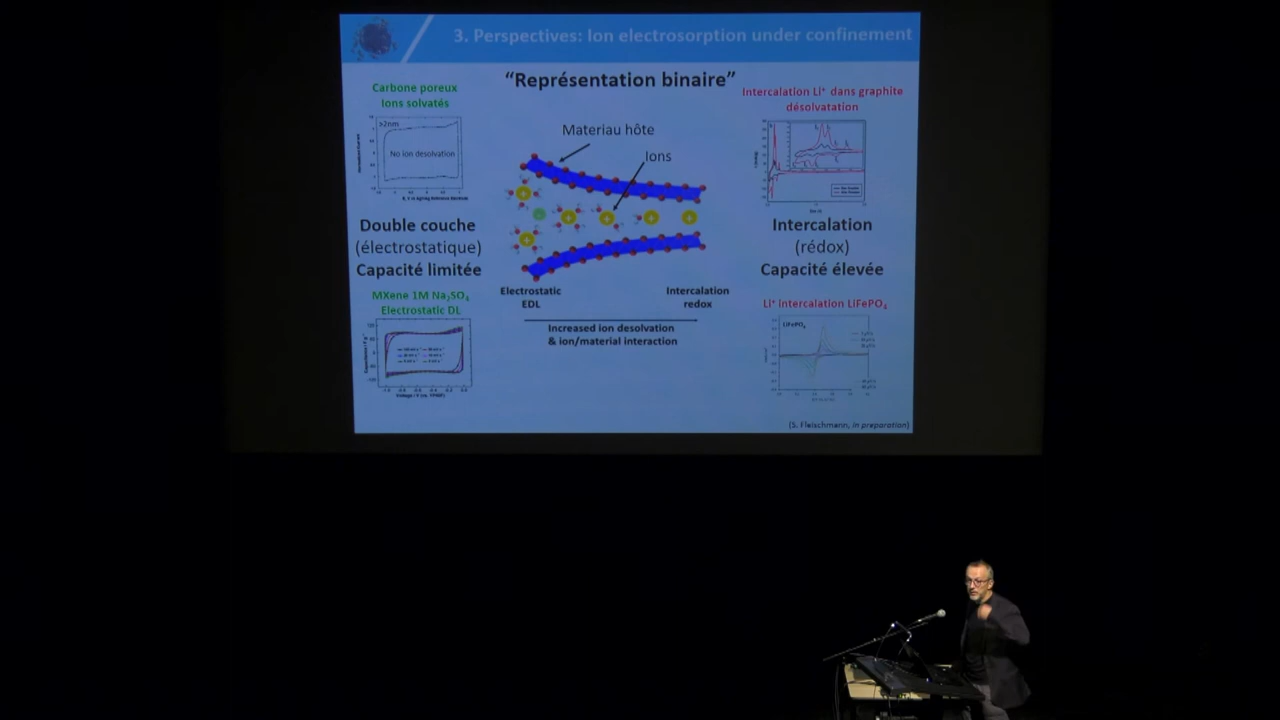 3. Perspectives: Ion electrosorption under confinement
"Représentation binaire"
Carbone poreux
Ions solvatés
>2nm
No ion desolvation
Double couche
(électrostatique)
Capacité limitée
MXene 1M Na₂SO₄
Electrostatic DL
Materiau hôte
Ions
Electrostatic
EDL
Intercalation
redox
Increased ion desolvation
& ion/material interaction
Intercalation Li⁺ dans graphite
désolvatation
Intercalation
(rédox)
Capacité élevée
Li⁺ intercalation LiFePO₄
LiFePO₄
(S. Fleischmann, in preparation)